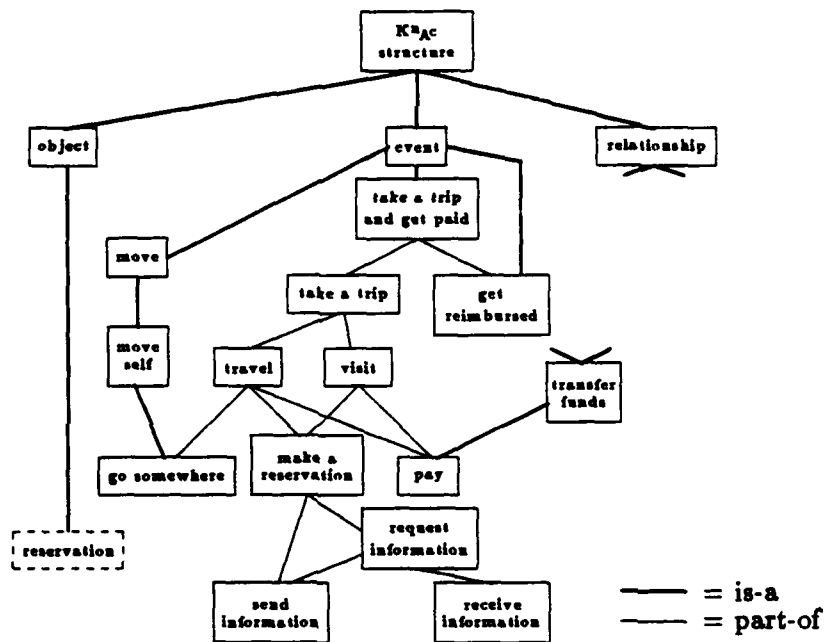 KnAc
structure
object
event
relationship
take a trip
and get paid
move
take a trip
get
reimbursed
move
self
travel
visit
transfer
funds
go somewhere
make a
reservation
pay
reservation
request
information
send
information
receive
information
= is-a
= part-of